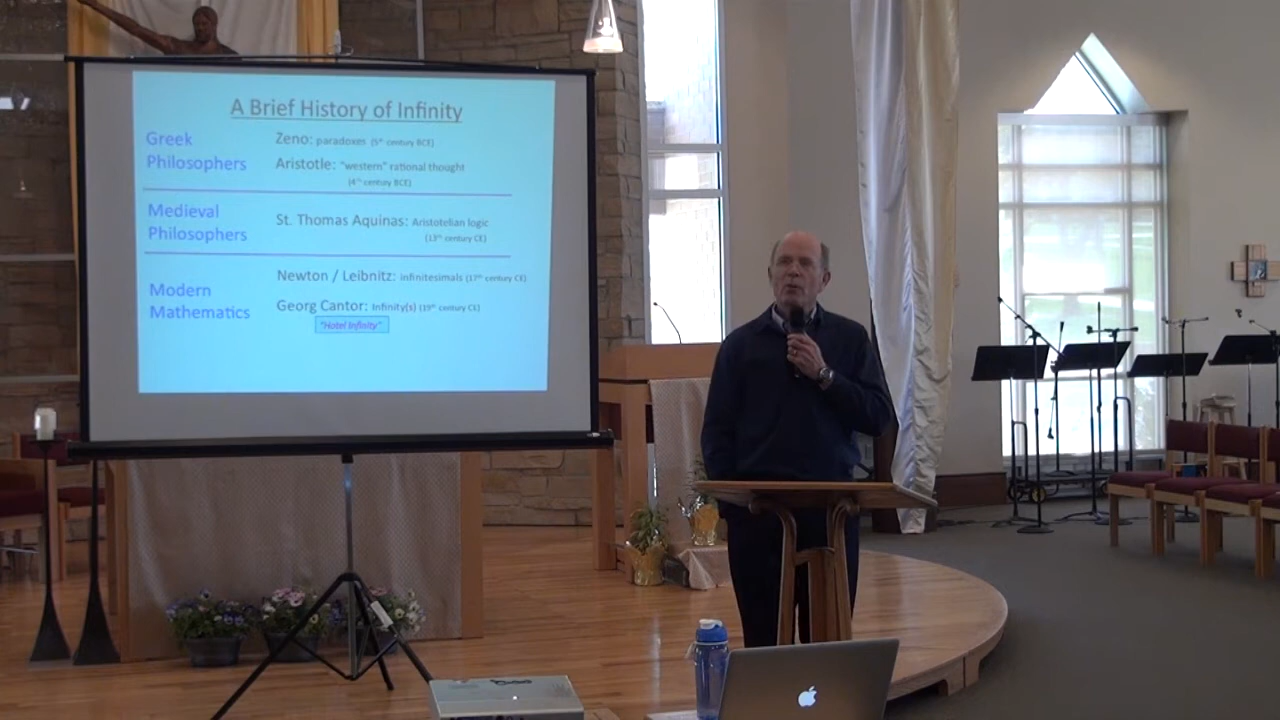 A Brief History of Infinity
Greek Philosophers
Zeno: paradoxes (5th century BCE)
Aristotle: "western" rational thought
(4th century BCE)
Medieval Philosophers
St. Thomas Aquinas: Aristotelian logic
(13th century CE)
Modern Mathematics
Newton / Leibnitz: infinitesimals (17th century CE)
Georg Cantor: Infinity(s) (19th century CE)
"Hotel Infinity"